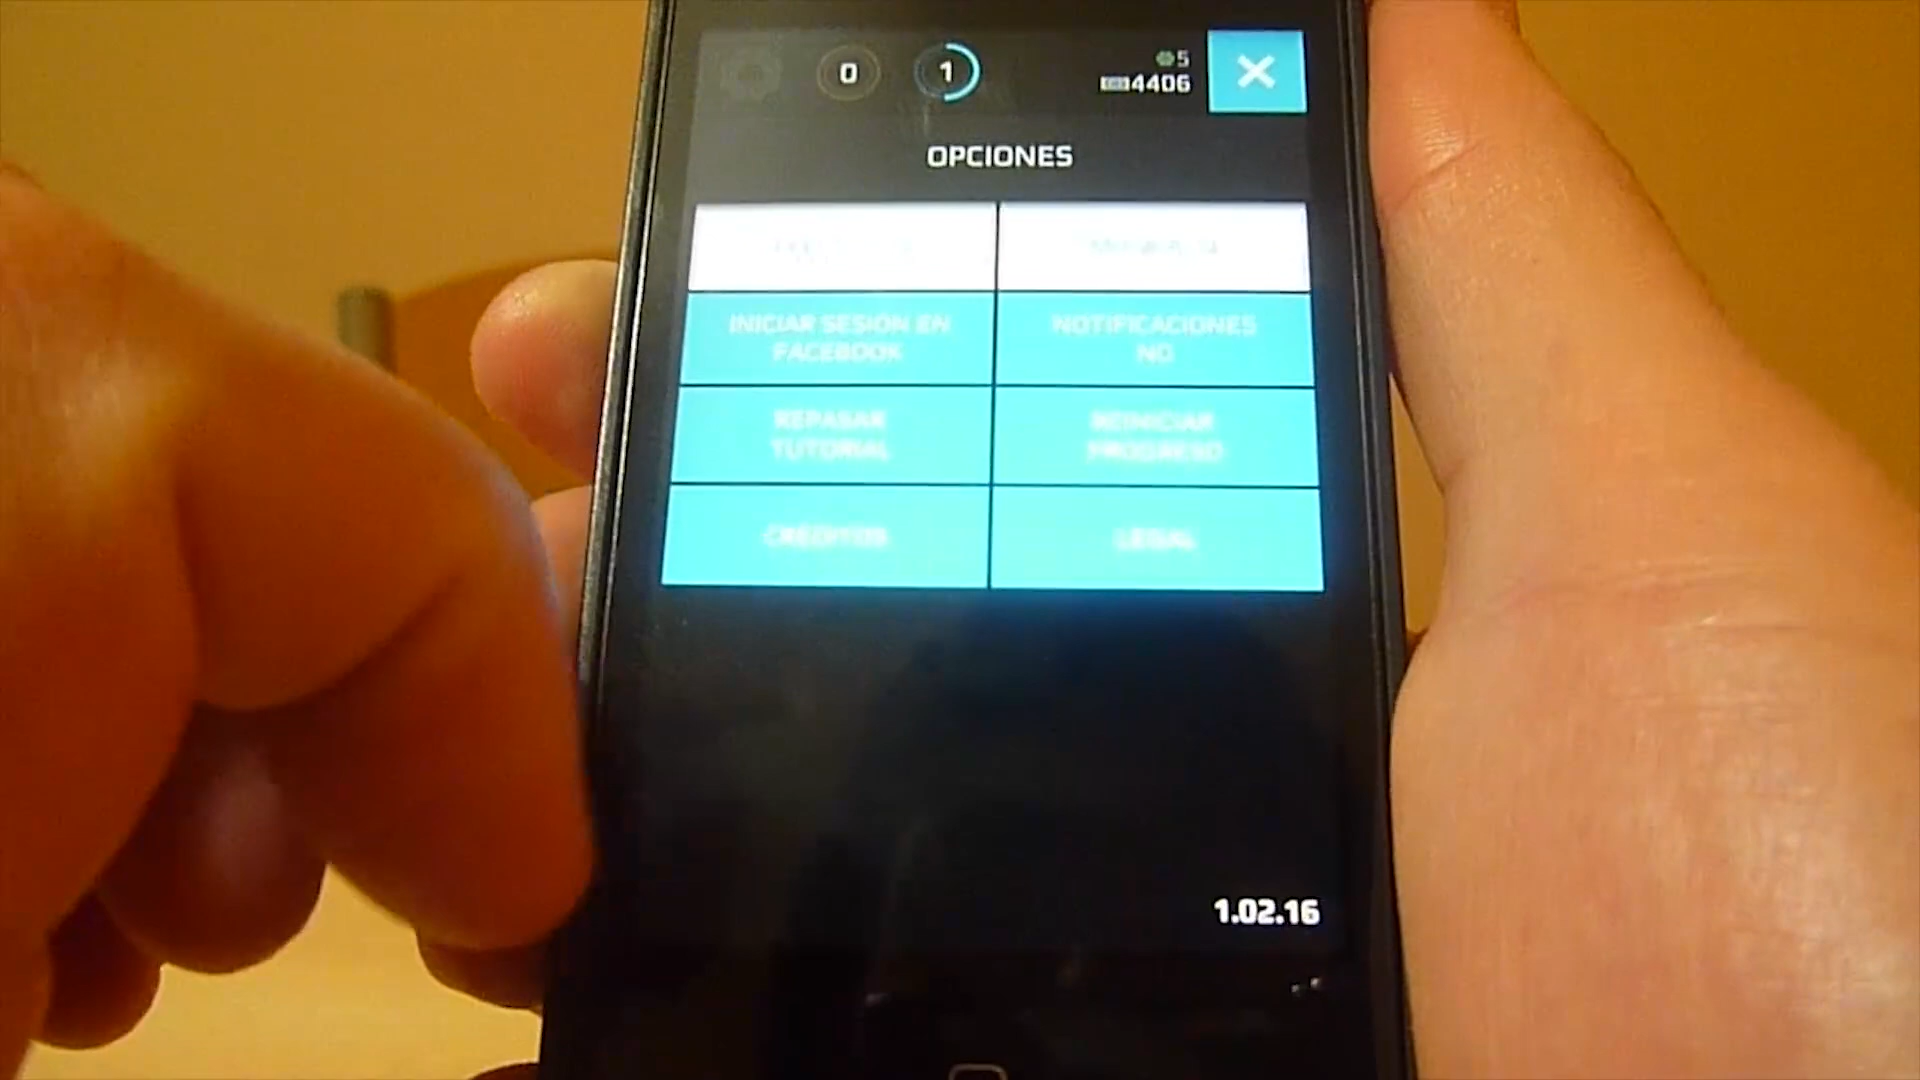 0
1
5
4406
OPCIONES
INICIAR SESIÓN EN
FACEBOOK
NOTIFICACIONES
NO
REPASAR
TUTORIAL
REINICIAR
PROGRESO
CRÉDITOS
LEGAL
1.02.16